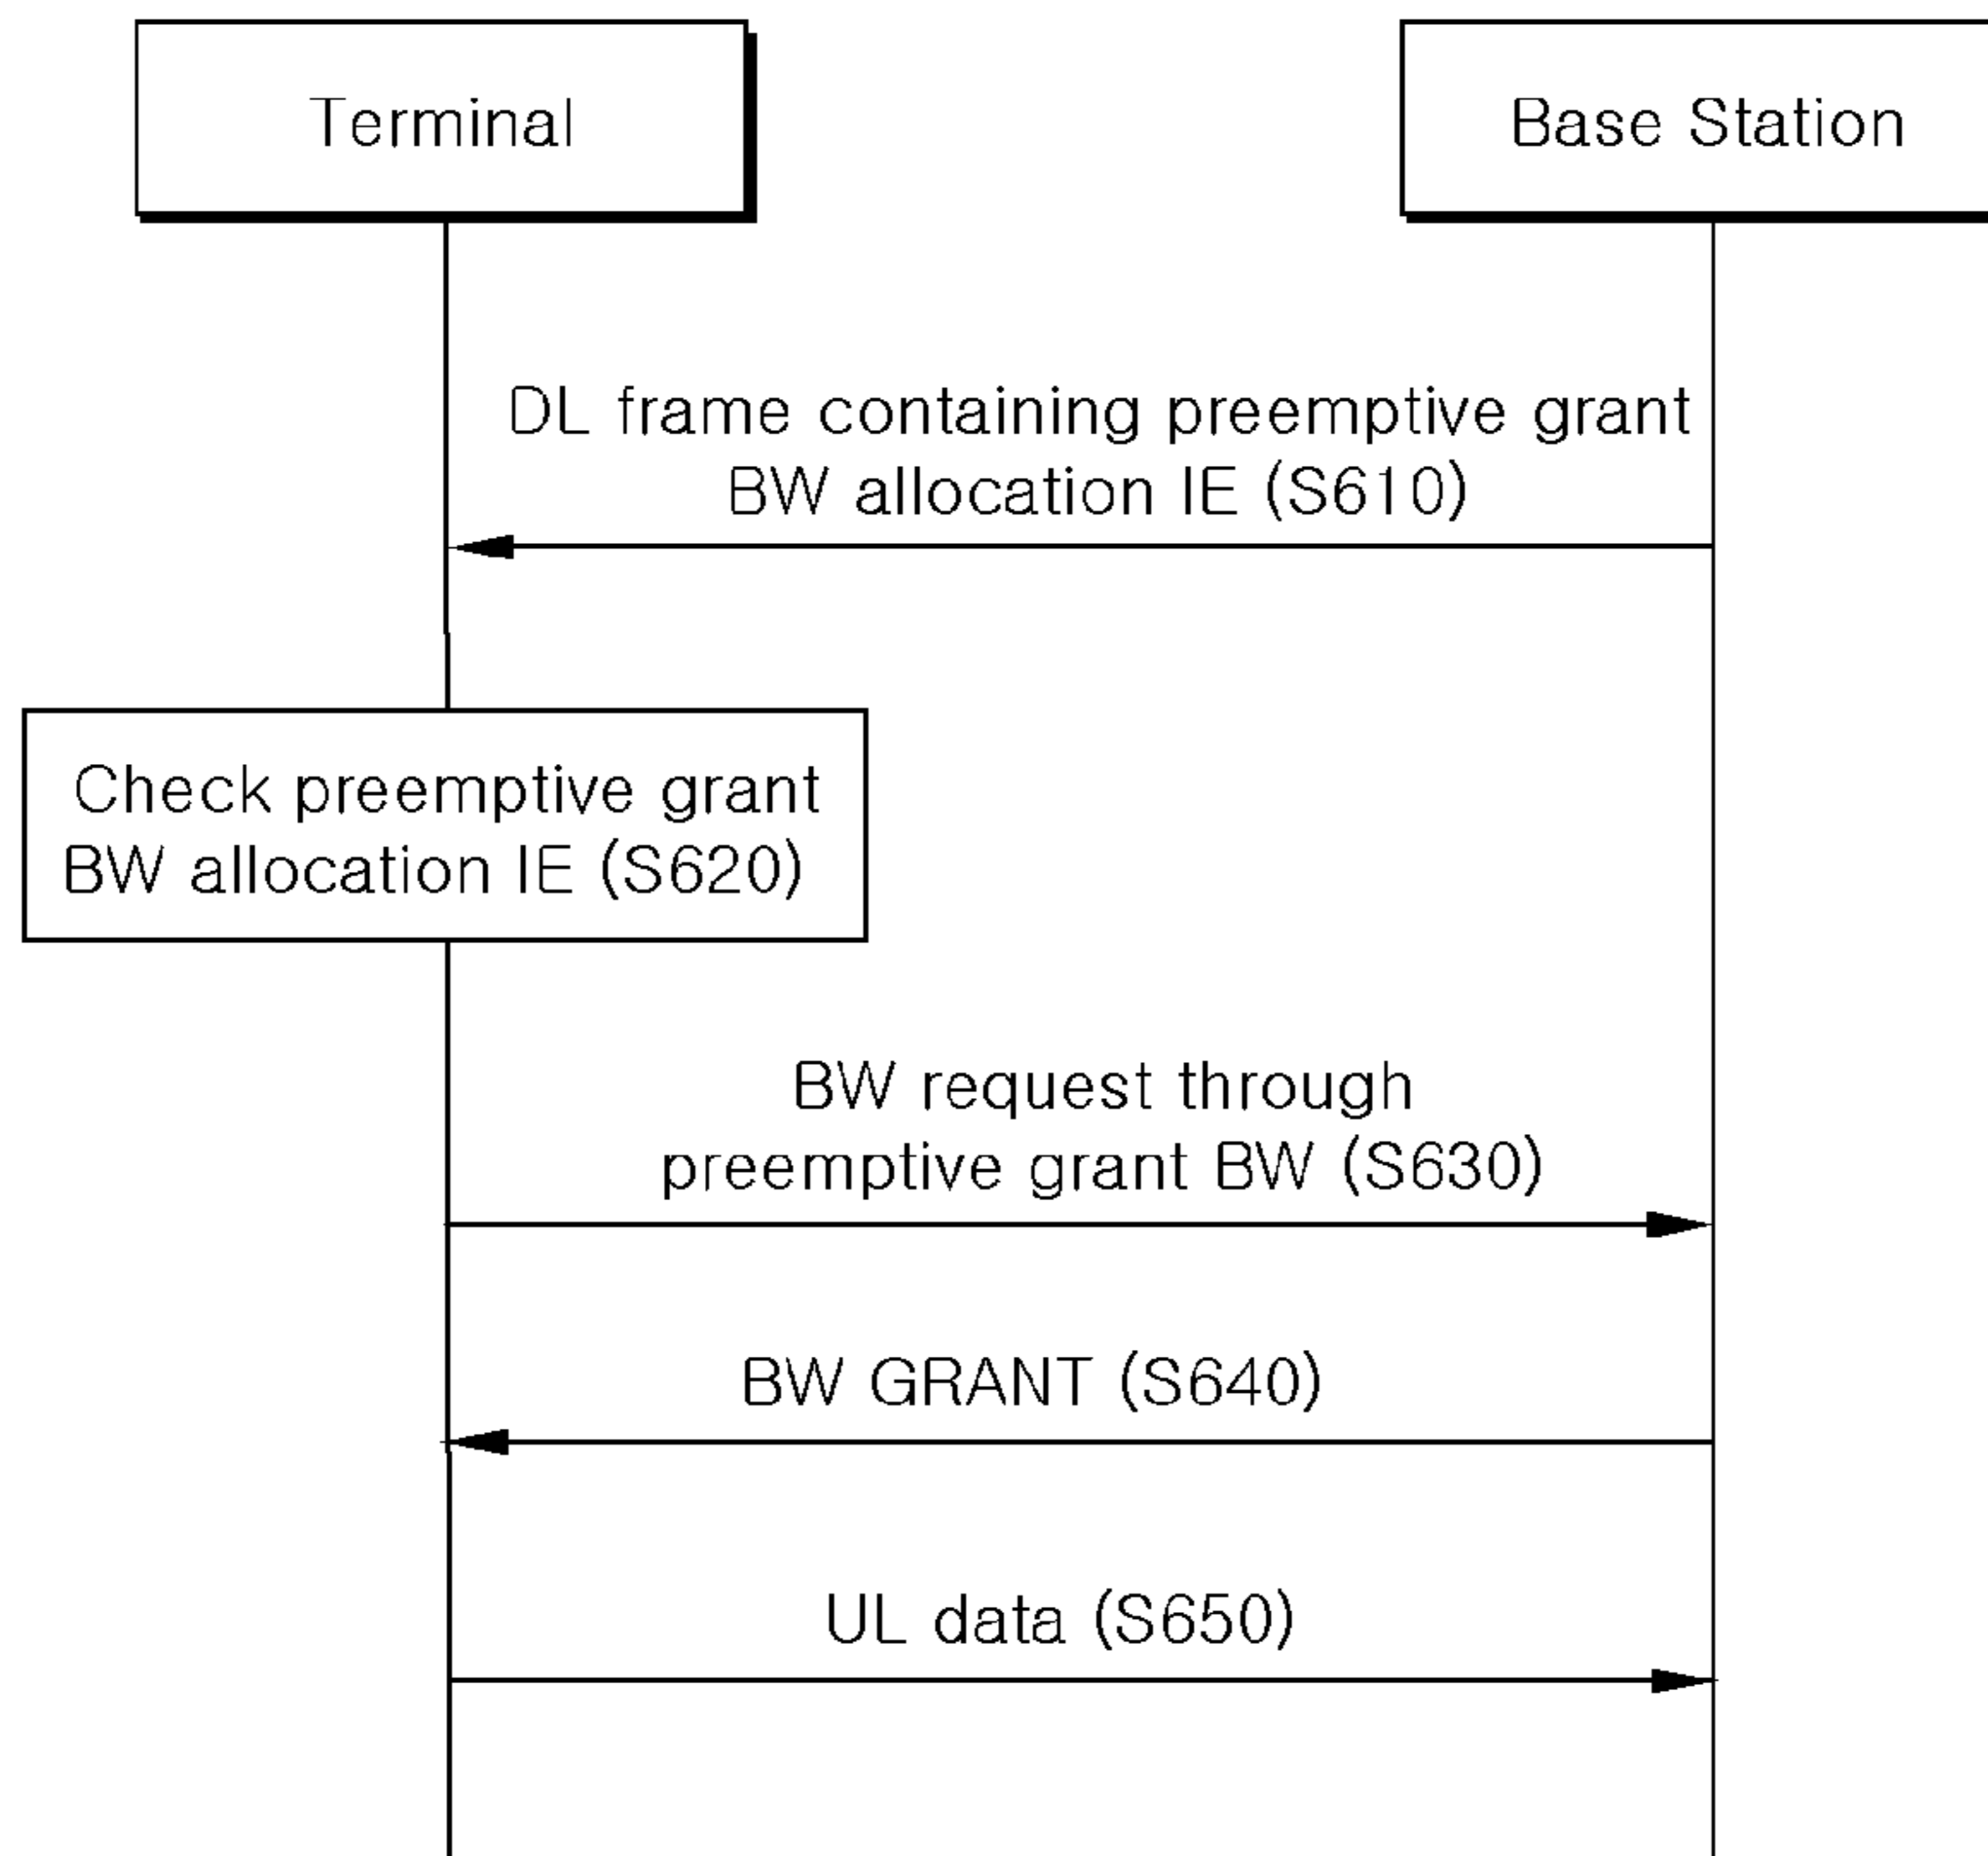 Terminal
Base Station
DL frame containing preemptive grant
BW allocation IE (S610)
Check preemptive grant
BW allocation IE (S620)
BW request through
preemptive grant BW (S630)
BW GRANT (S640)
UL data (S650)